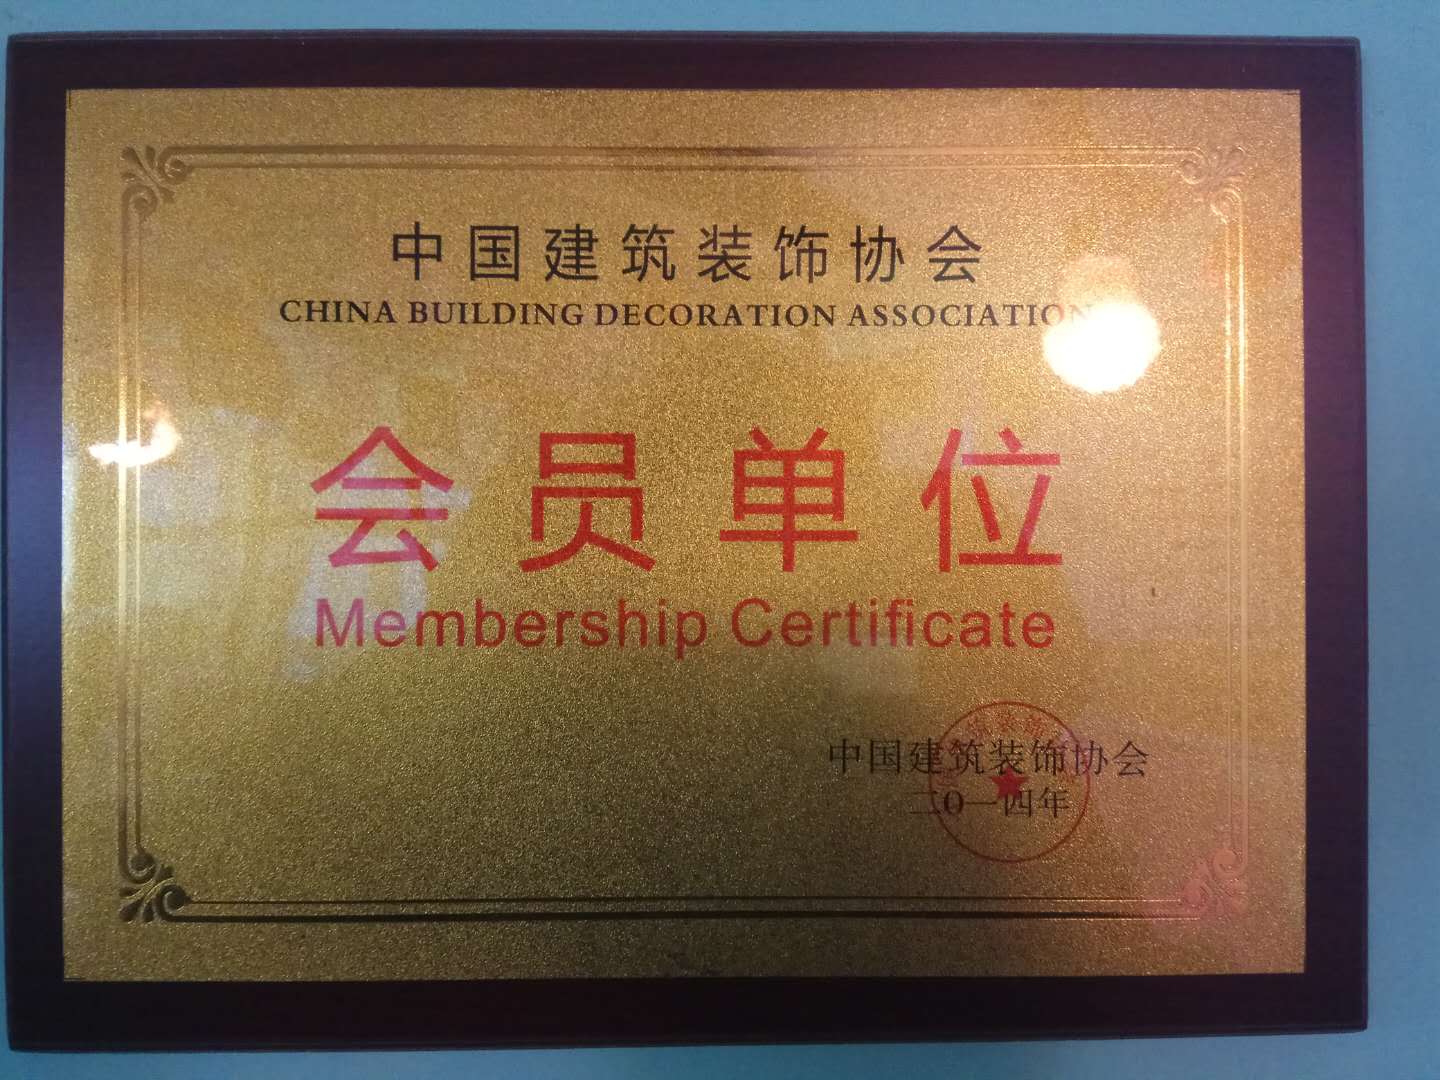 中国建筑装饰协会
CHINA BUILDING DECORATION ASSOCIATION
会员单位
Membership Certificate
中国建筑装饰协会
二0一四年